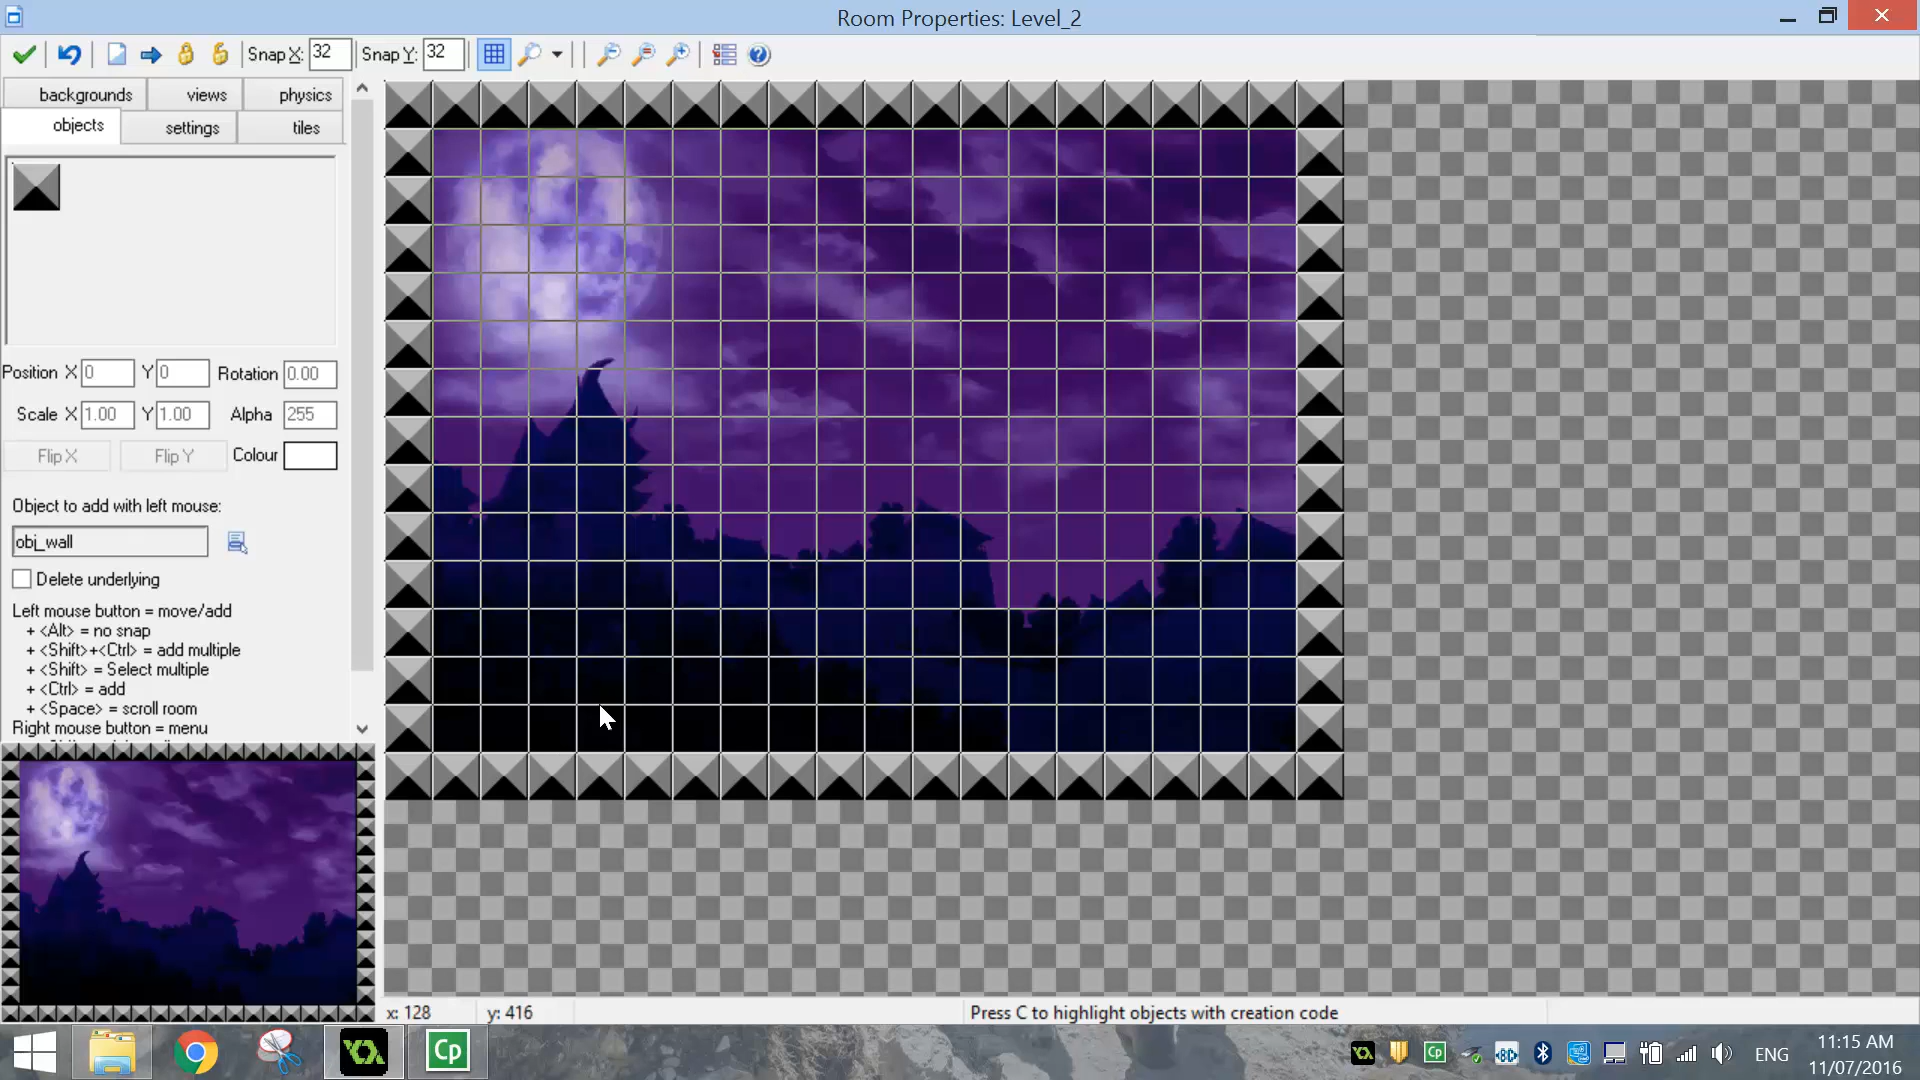 Room Properties: Level_2
Snap X: 32 Snap Y: 32
backgrounds views physics
objects settings tiles
Position X 0 Y 0 Rotation 0.00
Scale X 1.00 Y 1.00 Alpha 255
Flip X Flip Y Colour
Object to add with left mouse:
obj_wall
Delete underlying
Left mouse button = move/add
+ <Alt> = no snap
+ <Shift>+<Ctrl> = add multiple
+ <Shift> = Select multiple
+ <Ctrl> = add
+ <Space> = scroll room
Right mouse button = menu
x: 128 y: 416 Press C to highlight objects with creation code
Cp
Cp
ENG
11:15 AM
11/07/2016